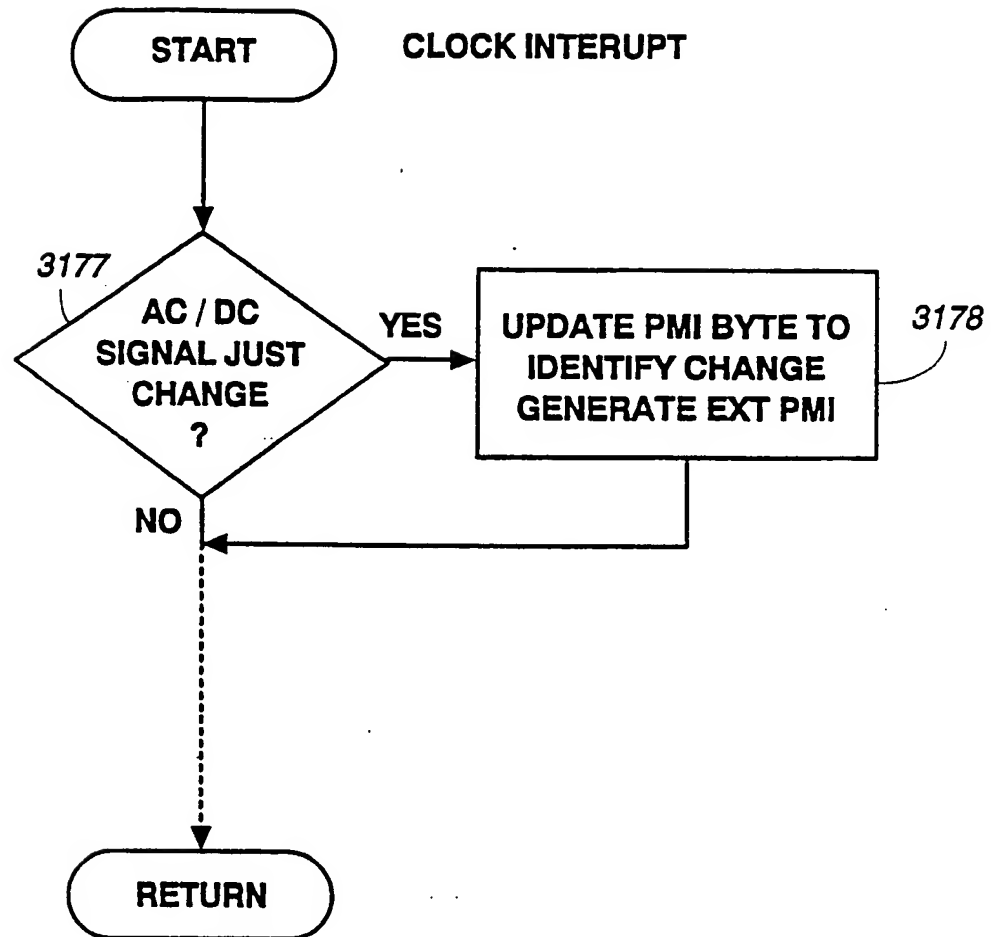 START
CLOCK INTERUPT
3177
AC / DC
SIGNAL JUST
CHANGE
?
YES
UPDATE PMI BYTE TO
IDENTIFY CHANGE
GENERATE EXT PMI
3178
NO
RETURN